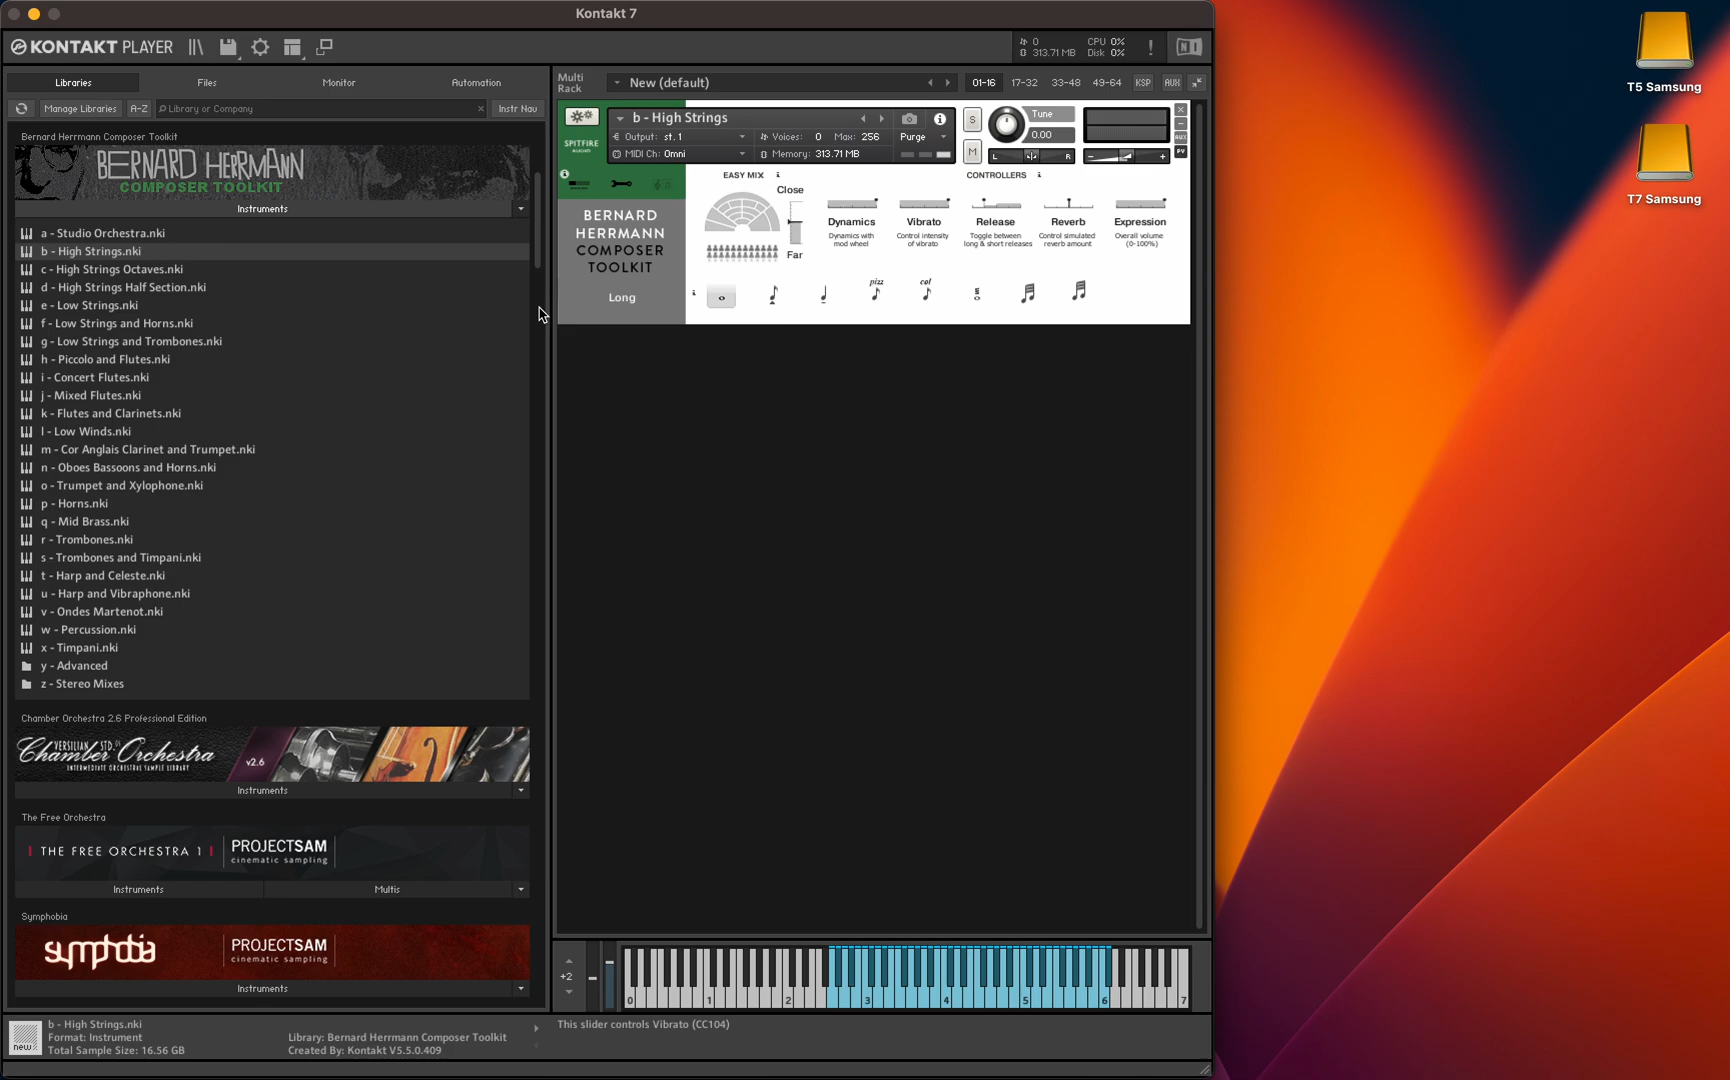 Kontakt 7
KONTAKT PLAYER
0
313.71 MB
CPU 0%
Disk 0%
Libraries
Files
Monitor
Automation
Manage Libraries
A-Z
Library or Company
Instr Nav
Multi
Rack
New (default)
01-16
17-32
33-48
49-64
KSP
AUX
Bernard Herrmann Composer Toolkit
BERNARD HERRMANN
COMPOSER TOOLKIT
Instruments
a - Studio Orchestra.nki
b - High Strings.nki
c - High Strings Octaves.nki
d - High Strings Half Section.nki
e - Low Strings.nki
f - Low Strings and Horns.nki
g - Low Strings and Trombones.nki
h - Piccolo and Flutes.nki
i - Concert Flutes.nki
j - Mixed Flutes.nki
k - Flutes and Clarinets.nki
l - Low Winds.nki
m - Cor Anglais Clarinet and Trumpet.nki
n - Oboes Bassoons and Horns.nki
o - Trumpet and Xylophone.nki
p - Horns.nki
q - Mid Brass.nki
r - Trombones.nki
s - Trombones and Timpani.nki
t - Harp and Celeste.nki
u - Harp and Vibraphone.nki
v - Ondes Martenot.nki
w - Percussion.nki
x - Timpani.nki
y - Advanced
z - Stereo Mixes
Chamber Orchestra 2.6 Professional Edition
VERSILIAN STD.
Chamber Orchestra
INTERMEDIATE ORCHESTRAL SAMPLE LIBRARY
v2.6
Instruments
The Free Orchestra
THE FREE ORCHESTRA 1
PROJECTSAM
cinematic sampling
Instruments
Multis
Symphobia
symphobia
PROJECTSAM
cinematic sampling
Instruments
b - High Strings.nki
Format: Instrument
Total Sample Size: 16.56 GB
new
Library: Bernard Herrmann Composer Toolkit
Created By: Kontakt V5.5.0.409
SPITFIRE
AUDIO
b - High Strings
Output: st. 1
Voices: 0 Max: 256
Purge
MIDI Ch: Omni
Memory: 313.71 MB
S
M
Tune
0.00
L
R
AUX
PV
BERNARD
HERRMANN
COMPOSER
TOOLKIT
Long
EASY MIX
Close
Far
CONTROLLERS
Dynamics
Dynamics with
mod wheel
Vibrato
Control intensity
of vibrato
Release
Toggle between
long & short releases
Reverb
Control simulated
reverb amount
Expression
Overall volume
(0-100%)
pizz
col
+2
0 1 2 3 4 5 6 7
This slider controls Vibrato (CC104)
T5 Samsung
T7 Samsung